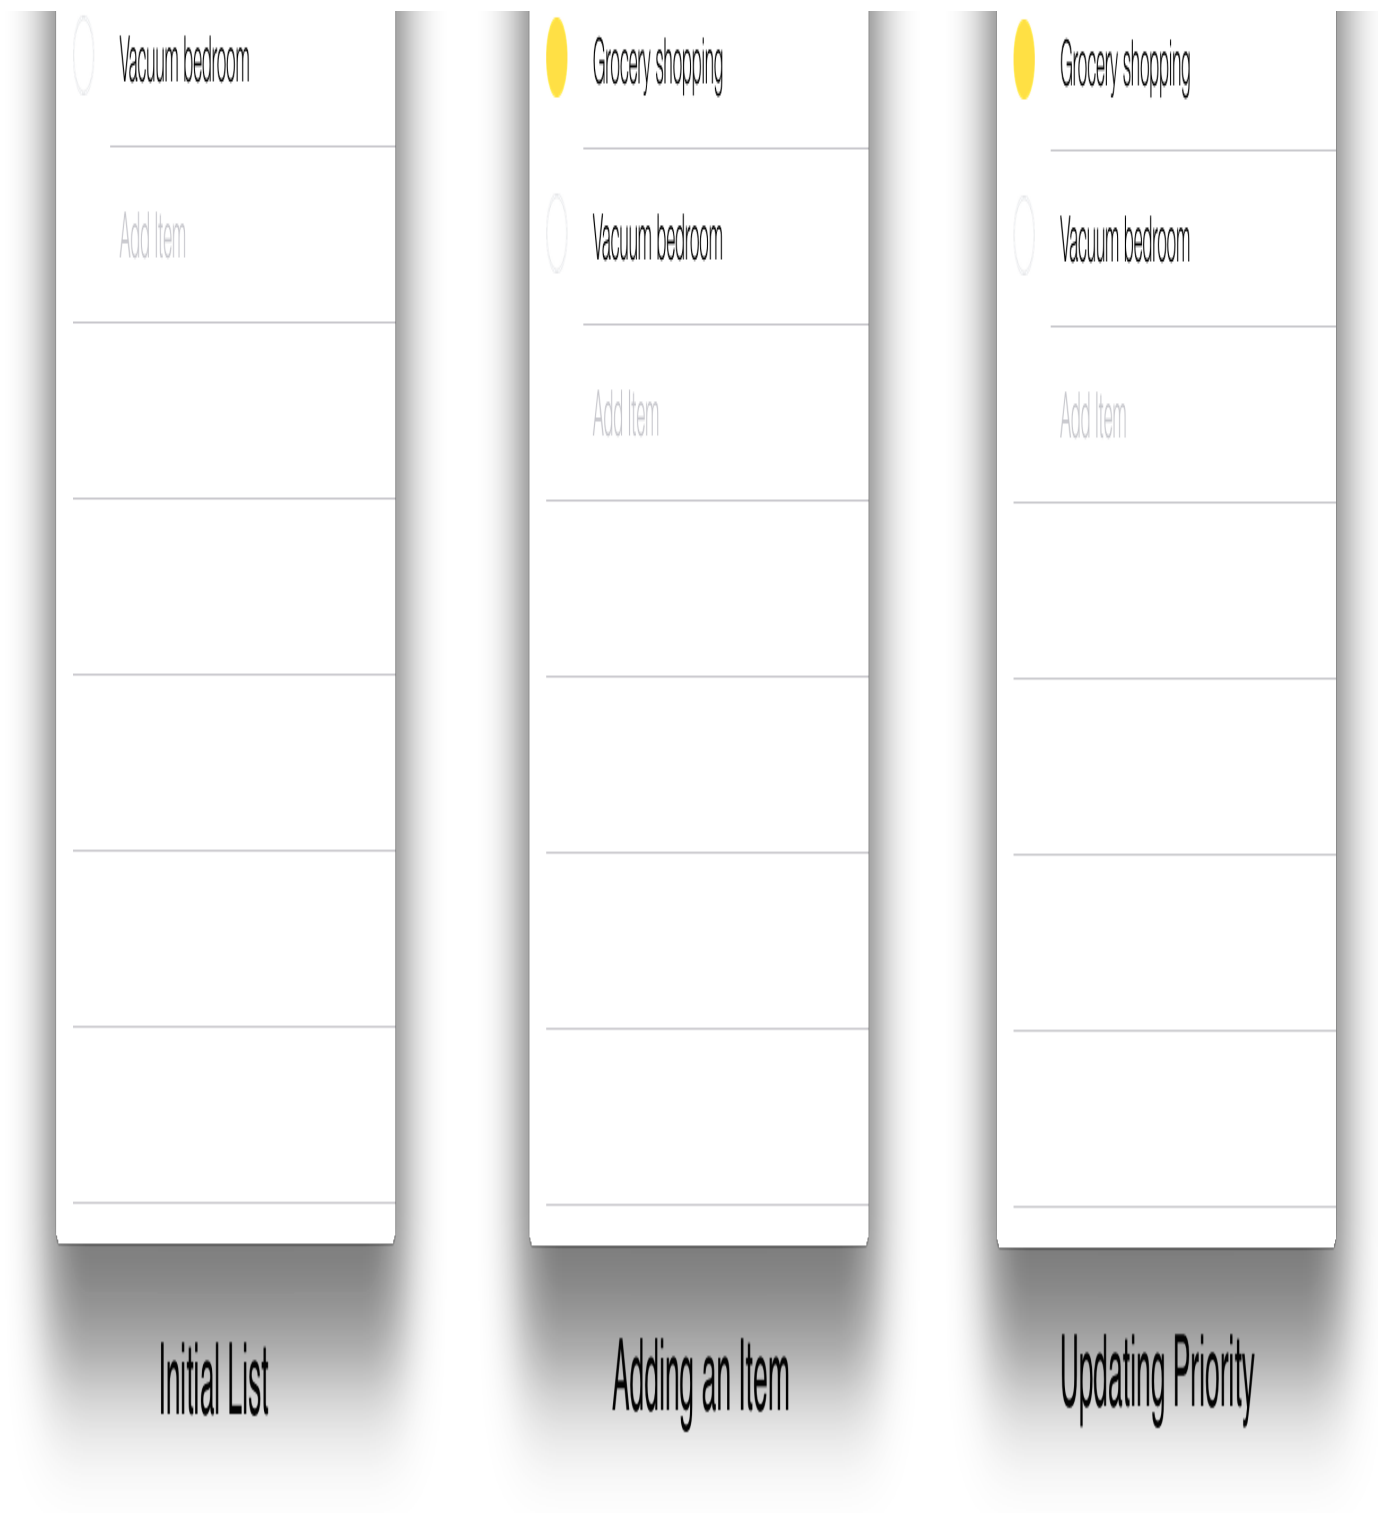 Vacuum bedroom
Add Item
Initial List
Grocery shopping
Vacuum bedroom
Add Item
Adding an Item
Grocery shopping
Vacuum bedroom
Add Item
Updating Priority